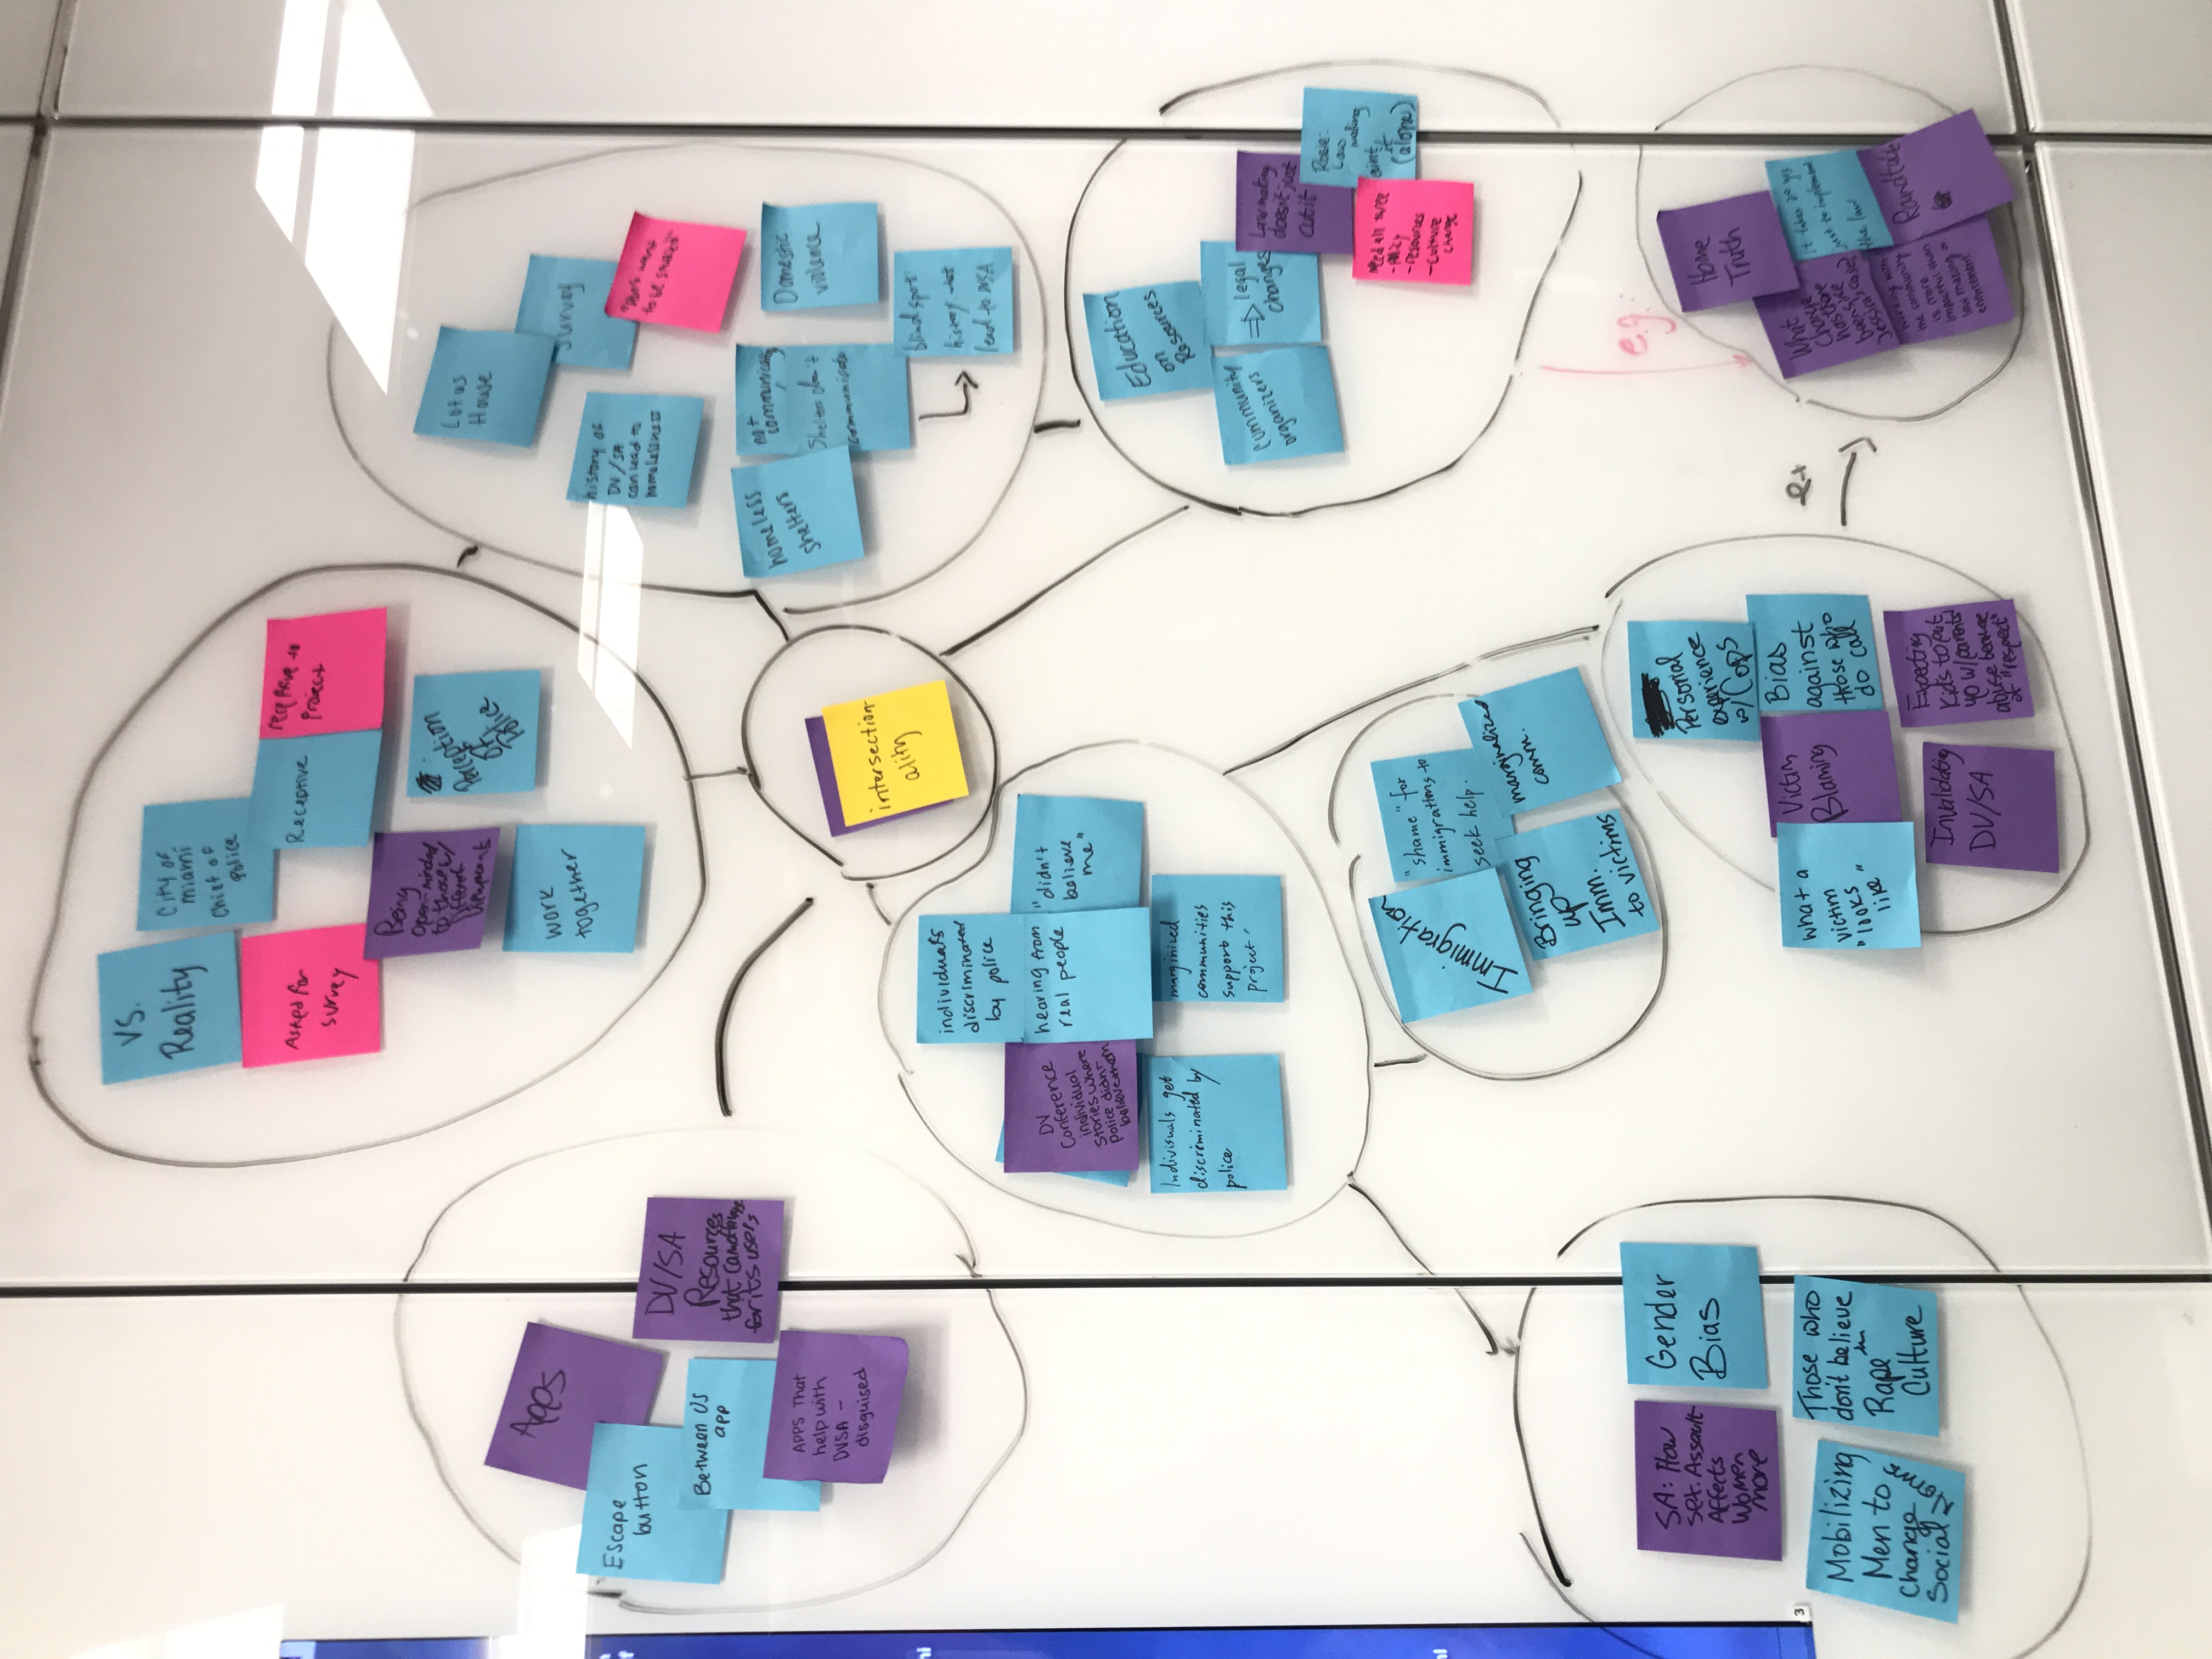 VS.
Reality
City of
miami
Chief of
Police
Asked for
survey
Receptive
receptive to
project
Being
open-minded
to those w/
Different
Viewpoints
Perception
of
Police
work
together
Apps
Escape
button
Between US
app
DV/SA
Resources
that
for its users
APPS That
help with
DVSA -
disguised
Lotus
House
Survey
history of
DV/SA
can lead to
homelessness
to be
homeless
shelters
not
communicating
Shelters don't
communicate
Domestic
violence
blind spot
history that
lead to DVSA
intersection-
ality
individuals
discriminated
by police
DV
Conference
individual
stories where
police didn't
believe them
hearing from
real people
"didn't
believe
me"
Indivisuals get
discriminated by
police
marginized
communities
support this
project
Education
on
Resources
Community
organizers
⇒ legal
changes
Lawmaking
doesn't just
cut it
Rosie:
Law
making
aint it
(alone)
Need all three
- Policy
- resources
- Culture
change
Immigration
"shame" for
immigrations to
seek help.
Bringing
up
Imm.
to victims
marginalized
comm.
SA: How
sex. Assault
Affects
Women
more
Gender
Bias
Mobilizing
Men to
Change
Social
Norms
Those who
don't believe
in
Rape
Culture
Personal
experience
w/ Cops
what a
victim
"looks
like"
Victim
Blaming
Bias
against
those who
do call
Invalidating
DV/SA
Expecting
Kids to put
up w/ parents'
abuse because
of "respect"
ex
e.g.
Home
Truth
What
Change
has there
been since
Jessica's case?
it takes 20 yrs
just to implement
the law
working with
the community
is more
impactful than
law making or
enforcement
Roundtable
3